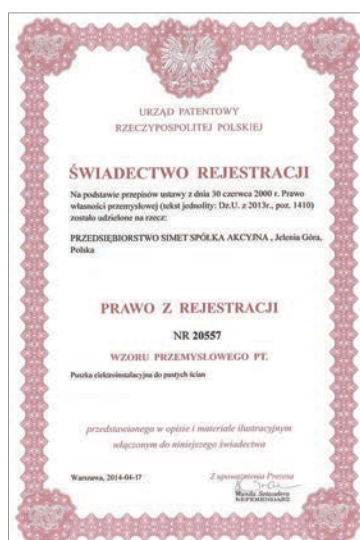 URZĄD PATENTOWY
RZECZYPOSPOLITEJ POLSKIEJ
ŚWIADECTWO REJESTRACJI
Na podstawie przepisów ustawy z dnia 30 czerwca 2000 r. Prawo
własności przemysłowej (tekst jednolity: Dz.U. z 2013r., poz. 1410)
zostało udzielone na rzecz:
PRZEDSIĘBIORSTWO SIMET SPÓŁKA AKCYJNA , Jelenia Góra,
Polska
PRAWO Z REJESTRACJI
NR 20557
WZORU PRZEMYSŁOWEGO PT.
Puszka elektroinstalacyjna do pustych ścian
przedstawionego w opisie i materiale ilustracyjnym
włączonym do niniejszego świadectwa
Warszawa, 2014-04-17
Z upoważnienia Prezesa